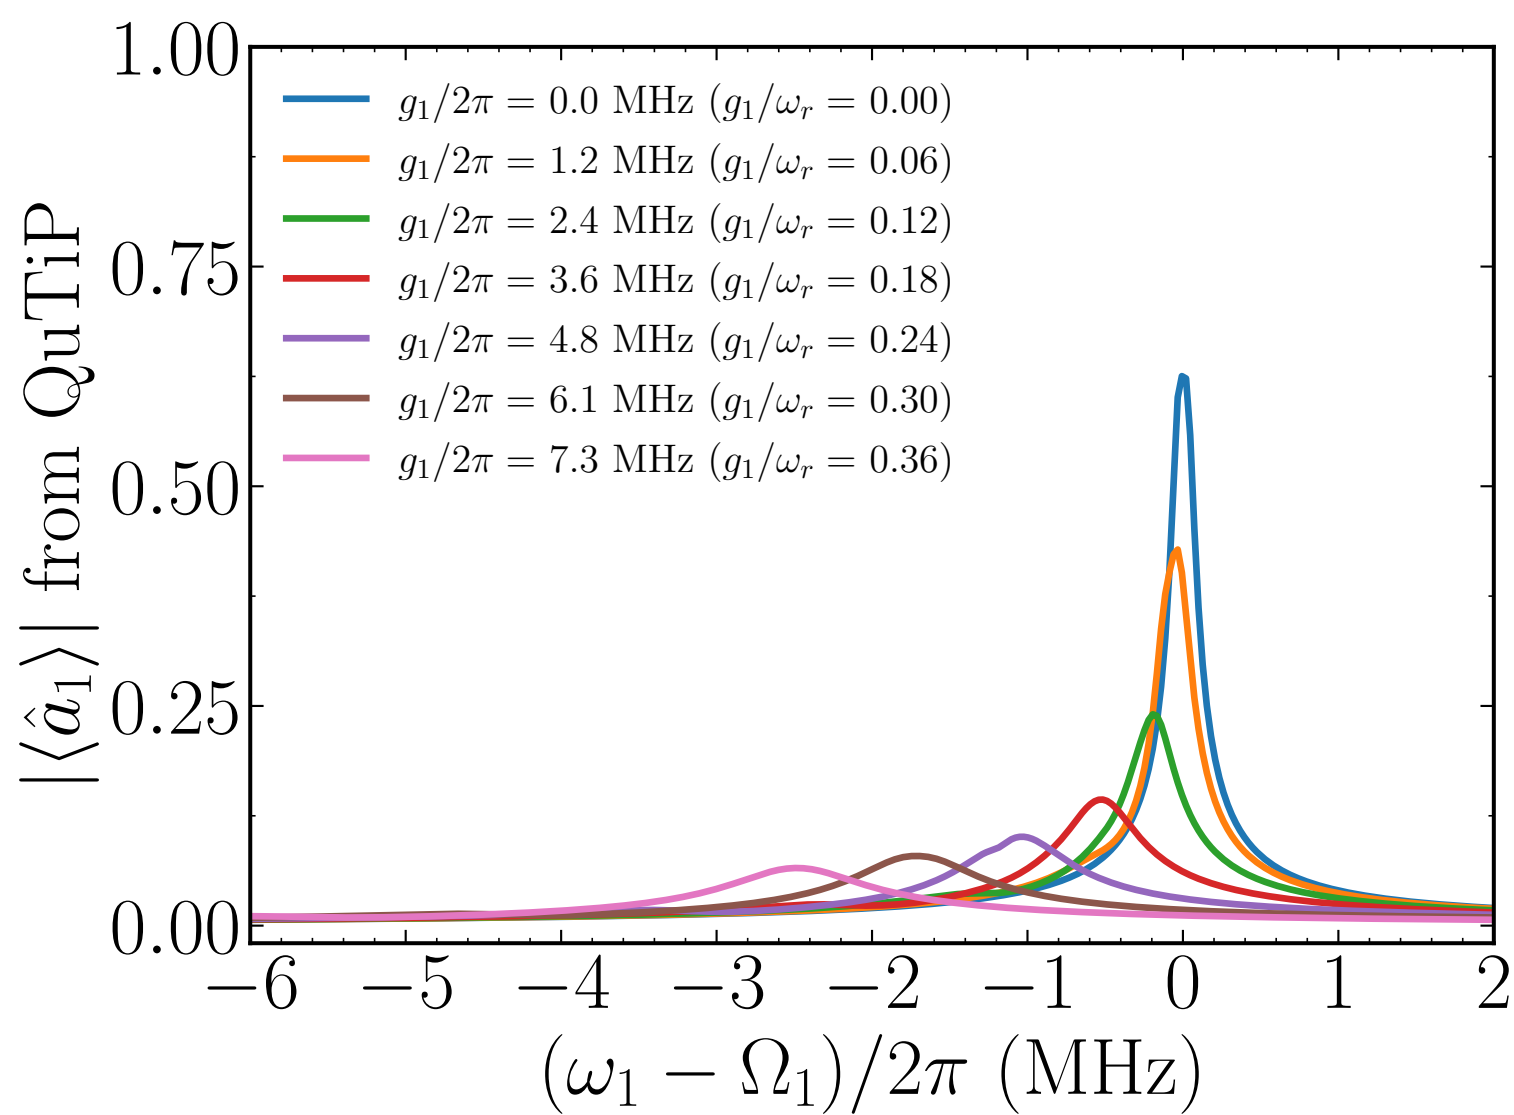 1.00
0.75
0.50
0.25
0.00
|⟨â₁⟩| from QuTiP
g₁/2π = 0.0 MHz (g₁/ωᵣ = 0.00)
g₁/2π = 1.2 MHz (g₁/ωᵣ = 0.06)
g₁/2π = 2.4 MHz (g₁/ωᵣ = 0.12)
g₁/2π = 3.6 MHz (g₁/ωᵣ = 0.18)
g₁/2π = 4.8 MHz (g₁/ωᵣ = 0.24)
g₁/2π = 6.1 MHz (g₁/ωᵣ = 0.30)
g₁/2π = 7.3 MHz (g₁/ωᵣ = 0.36)
−6 −5 −4 −3 −2 −1 0 1 2
(ω₁ − Ω₁)/2π (MHz)